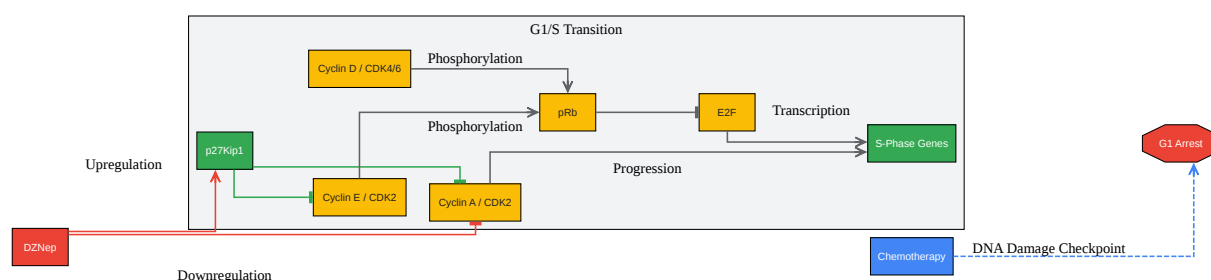 G1/S Transition
Cyclin D / CDK4/6
Phosphorylation
pRb
E2F
Transcription
Phosphorylation
p27Kip1
S-Phase Genes
G1 Arrest
Upregulation
Progression
Cyclin E / CDK2
Cyclin A / CDK2
DZNep
Chemotherapy
DNA Damage Checkpoint
Downregulation